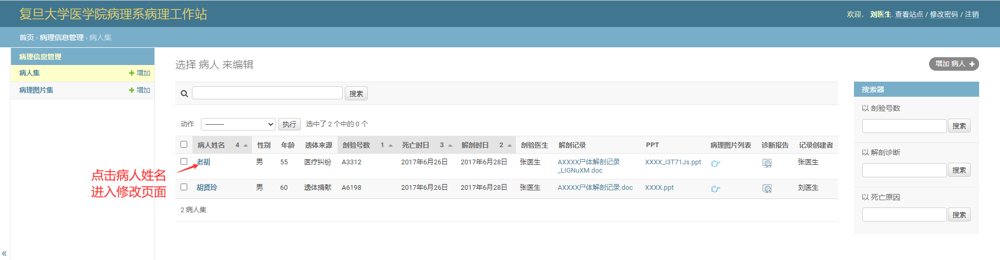 复旦大学医学院病理系病理工作站
欢迎， 刘医生. 查看站点 / 修改密码 / 注销
首页 › 病理信息管理 › 病人集
病理信息管理
病人集 增加
病理图片集 增加
选择 病人 来编辑
增加 病人
搜索
动作 --------- 执行 选中了 2 个中的 0 个
病人姓名 4 性别 年龄 遗体来源 剖验号数 1 死亡时日 3 解剖时日 2 剖验医生 解剖记录 PPT 病理图片列表 诊断报告 记录创建者
老胡 男 55 医疗纠纷 A3312 2017年6月26日 2017年6月28日 张医生 AXXXX尸体解剖记录 XXXX_i3T71Js.ppt 张医生
_LIGNuXM.doc
胡贤玲 男 60 遗体捐献 A6198 2017年6月26日 2017年6月28日 张医生 AXXXX尸体解剖记录.doc XXXX.ppt 刘医生
2 病人集
点击病人姓名
进入修改页面
搜索器
以 剖验号数
搜索
以 解剖诊断
搜索
以 死亡原因
搜索
«